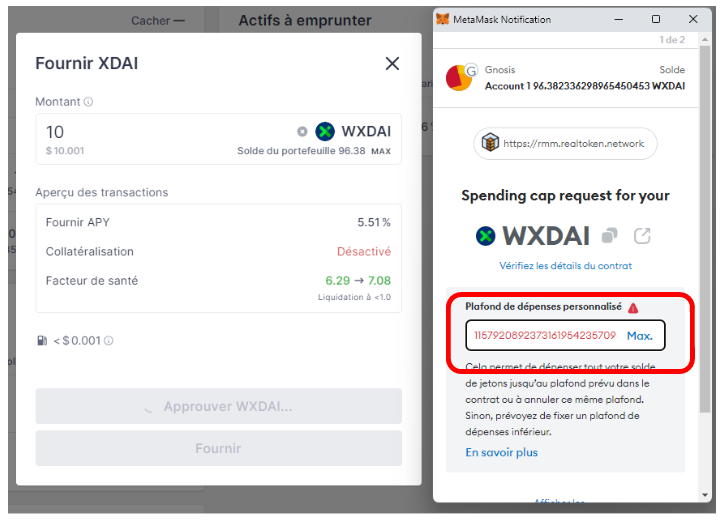 Cacher —
Actifs à emprunter
Fournir XDAI
Montant
10
WXDAI
$ 10.001
Solde du portefeuille 96.38 MAX
Aperçu des transactions
Fournir APY
5.51 %
Collatéralisation
Désactivé
Facteur de santé
6.29 → 7.08
Liquidation à <1.0
< $ 0.001
Approuver WXDAI...
Fournir
MetaMask Notification
1 de 2
G
Gnosis
Solde
Account 1 96.382336298965450453 WXDAI
https://rmm.realtoken.network
Spending cap request for your
WXDAI
Vérifiez les détails du contrat
Plafond de dépenses personnalisé
1157920892373161954235709
Max.
Cela permet de dépenser tout votre solde
de jetons jusqu'au plafond prévu dans le
contrat ou à annuler ce même plafond.
Sinon, prévoyez de fixer un plafond de
dépenses inférieur.
En savoir plus
Afficher les